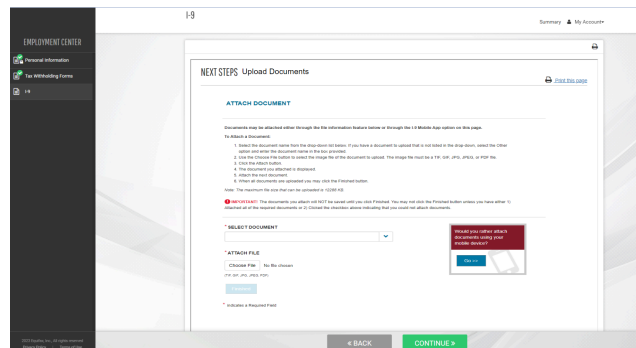 I-9
Summary My Account
EMPLOYMENT CENTER
Personal Information
Tax Withholding Forms
I-9
NEXT STEPS Upload Documents
Print this page
ATTACH DOCUMENT
Documents may be attached either through the file information feature below or through the I-9 Mobile App option on this page.
To Attach a Document:
1. Select the document name from the drop-down list below. If you have a document to upload that is not listed in the drop down, select the Other
option and enter the document name in the box provided.
2. Use the Choose File button to select the image file of the document to upload. The image file must be a TIF, GIF, JPG, JPEG, or PDF file.
3. Click the Attach button.
4. The document you attached is displayed.
5. Attach the next document.
6. When all documents are uploaded you may click the Finished button.
Note: The maximum file size that can be uploaded is 12288 KB.
IMPORTANT! The documents you attach will NOT be saved until you click Finished. You may not click the Finished button unless you have either 1)
Attached all of the required documents or 2) Clicked the checkbox above indicating that you could not attach documents.
* SELECT DOCUMENT
Would you rather attach
documents using your
mobile device?
Go >>
* ATTACH FILE
Choose File No file chosen
(TIF, GIF, JPG, JPEG, PDF)
* Indicates a Required Field
All rights reserved
Privacy Policy Terms of Use
« BACK
CONTINUE »